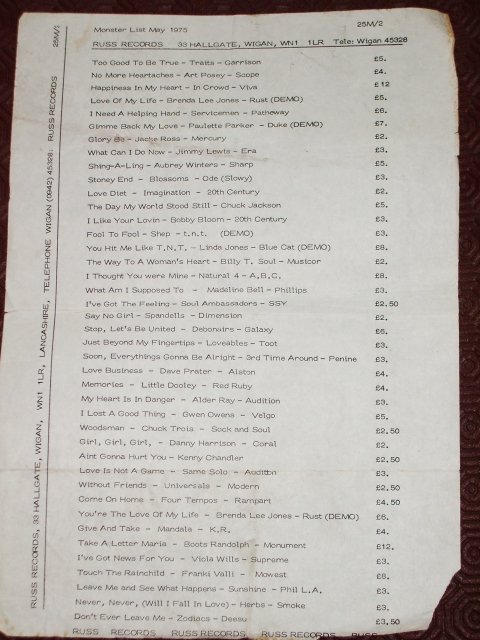 25M/2
Monster List May 1975
RUSS RECORDS 33 HALLGATE, WIGAN, WN1 1LR Tele: Wigan 45328
Too Good To Be True - Traits - Garrison £5.
No More Heartaches - Art Posey - Scope £4.
Happiness In My Heart - In Crowd - Viva £12
Love Of My Life - Brenda Lee Jones - Rust (DEMO) £5.
I Need A Helping Hand - Servicemen - Patheway £6.
Gimme Back My Love - Paulette Parker - Duke (DEMO) £7.
Glory Be - Jackie Ross - Mercury £2.
What Can I Do Now - Jimmy Lewis - Era £3.
Shing-A-Ling - Aubrey Winters - Sharp £5.
Stoney End - Blossoms - Ode (Slowy) £3.
Love Diet - Imagination - 20th Century £2.
The Day My World Stood Still - Chuck Jackson £5.
I Like Your Lovin - Bobby Bloom - 20th Century £3.
Fool To Fool - Shep - t.n.t. (DEMO) £3.
You Hit Me Like T.N.T. - Linda Jones - Blue Cat (DEMO) £8.
The Way To A Woman's Heart - Billy T. Soul - Musicor £2.
I Thought You were Mine - Natural 4 - A.B.C. £8.
What Am I Supposed To - Madeline Bell - Phillips £3.
I've Got The Feeling - Soul Ambassadors - SSY £2.50
Say No Girl - Spandells - Dimension £2.
Stop, Let's Be United - Debonairs - Galaxy £6.
Just Beyond My Fingertips - Loveables - Toot £3.
Soon, Everythings Gonna Be Alright - 3rd Time Around - Penine £3.
Love Business - Dave Prater - Alston £4.
Memories - Little Dooley - Red Ruby £4.
My Heart Is In Danger - Alder Ray - Audition £3.
I Lost A Good Thing - Gwen Owens - Velgo £5.
Woodsman - Chuck Trois - Sock and Soul £2.50
Girl, Girl, Girl, - Danny Harrison - Coral £2.
Aint Gonna Hurt You - Kenny Chandler £2.50
Love Is Not A Game - Same Solo - Audition £3.
Without Friends - Universals - Modern £2.50
Come On Home - Four Tempos - Rampart £4.50
You're The Love Of My Life - Brenda Lee Jones - Rust (DEMO) £6.
Give And Take - Mandala - K.R. £4.
Take A Letter Maria - Boots Randolph - Monument £12.
I've Got News For You - Viola Wills - Supreme £3.
Touch The Rainchild - Franki Valli - Mowest £8.
Leave Me and See What Happens - Sunshine - Phil L.A. £3.
Never, Never, (Will I Fall In Love) - Herbs - Smoke £3.
Don't Ever Leave Me - Zodiacs - Deesu £3.50
RUSS RECORDS RUSS RECORDS RUSS RECORDS
RUSS RECORDS, 33 HALLGATE, WIGAN, WN1 1LR, LANCASHIRE, TELEPHONE WIGAN (0942) 45328. RUSS RECORDS